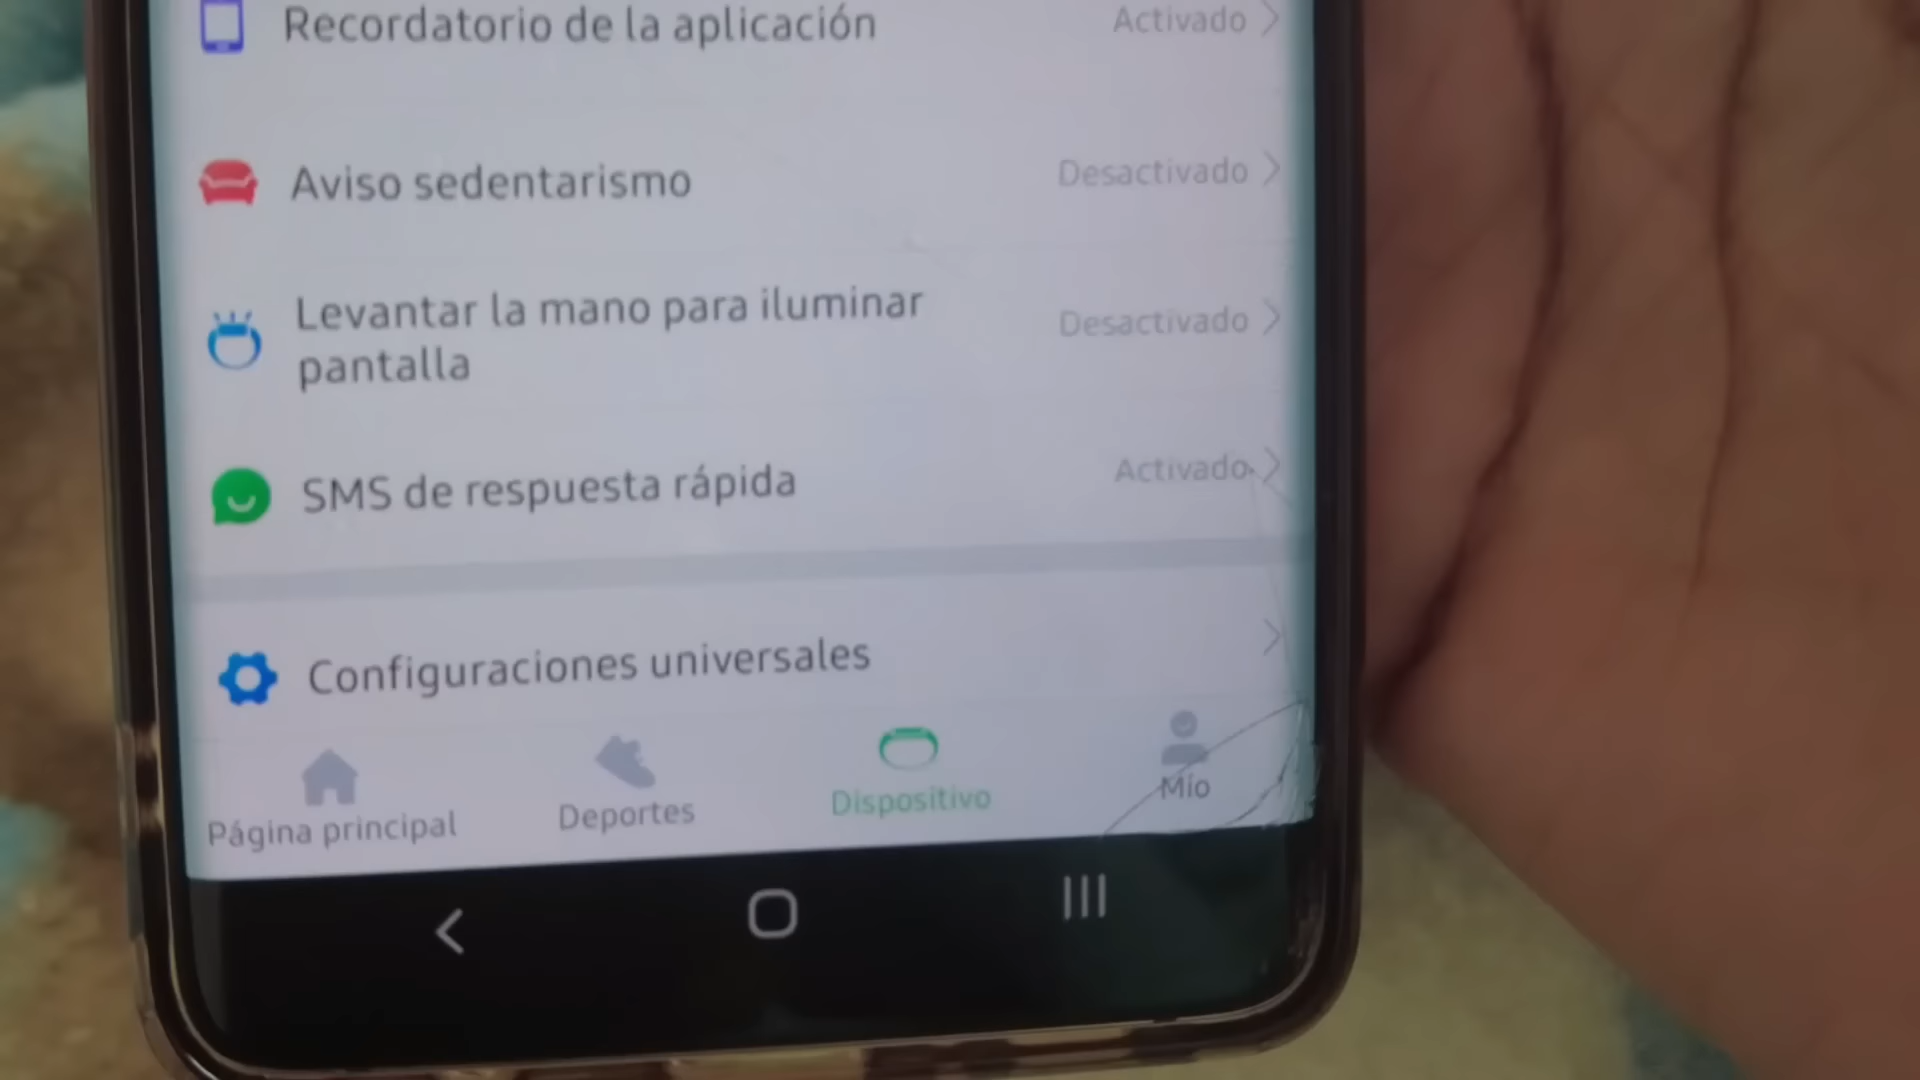 Recordatorio de la aplicación Activado
Aviso sedentarismo Desactivado
Levantar la mano para iluminar
pantalla Desactivado
SMS de respuesta rápida Activado
Configuraciones universales
Página principal Deportes Dispositivo Mío